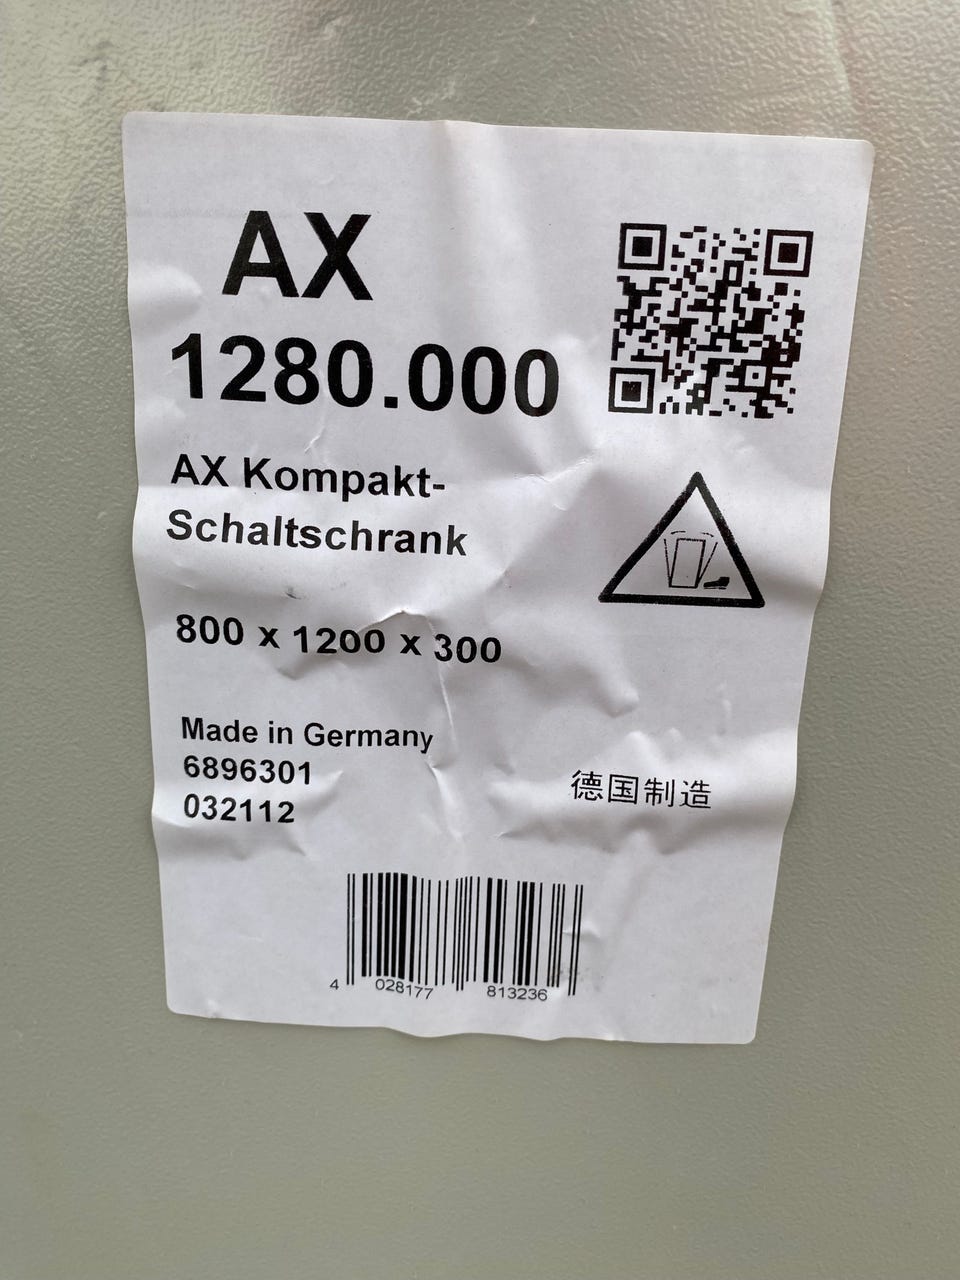 AX
1280.000
AX Kompakt-
Schaltschrank
800 x 1200 x 300
Made in Germany
6896301
032112
德国制造
4 028177 813236